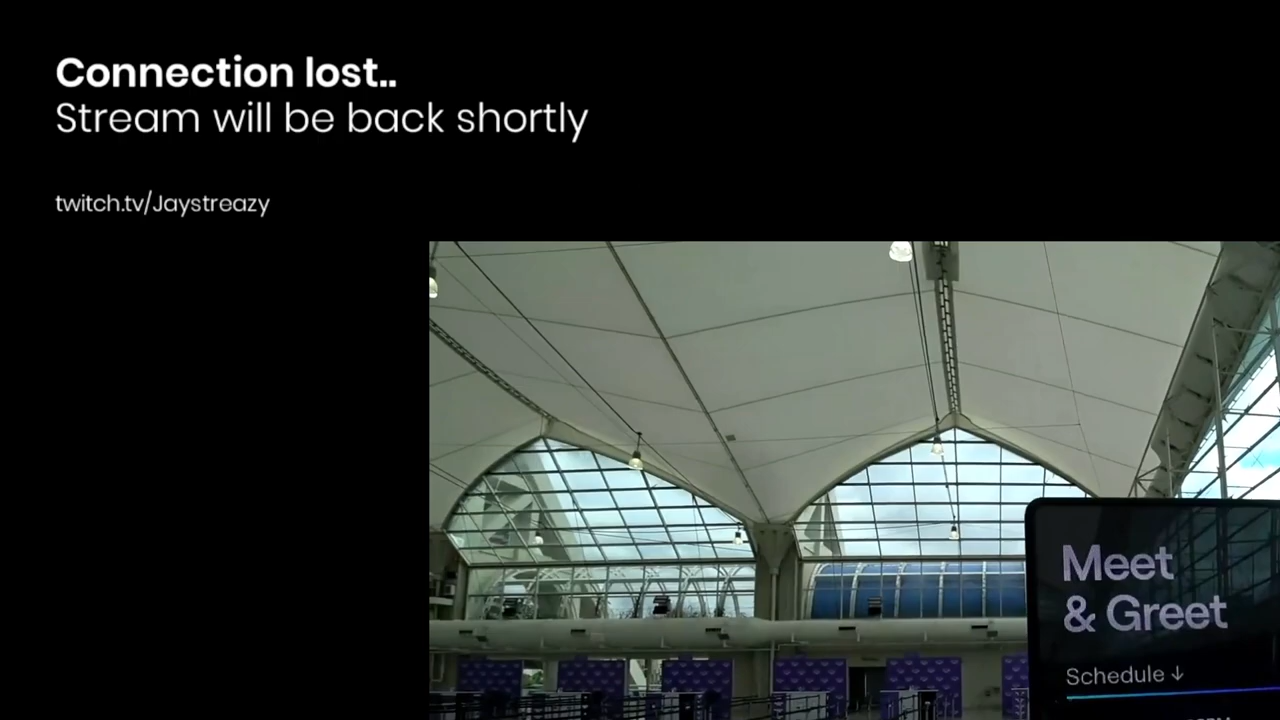 Connection lost..
Stream will be back shortly
twitch.tv/Jaystreazy
Meet
& Greet
Schedule ↓